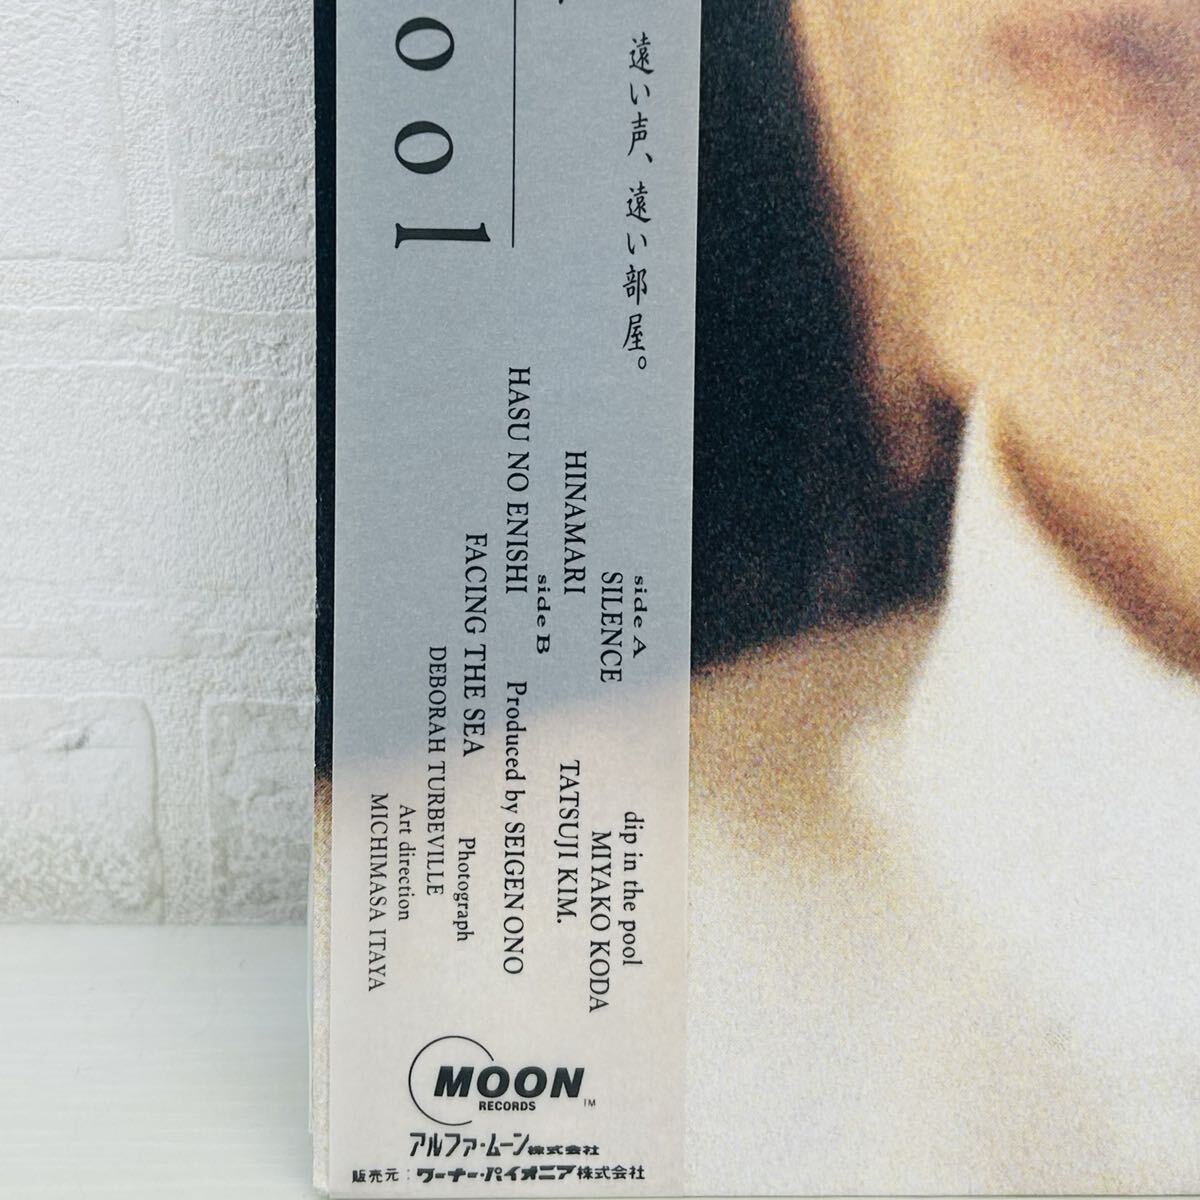 ool
遠い声、遠い部屋。
side A
SILENCE
HINAMARI
side B
HASU NO ENISHI
FACING THE SEA
dip in the pool
MIYAKO KODA
TATSUJI KIM.
Produced by SEIGEN ONO
Photograph
DEBORAH TURBEVILLE
Art direction
MICHIMASA ITAYA
MOON
RECORDS
TM
アルファ・ムーン株式会社
販売元:ワーナー・パイオニア株式会社